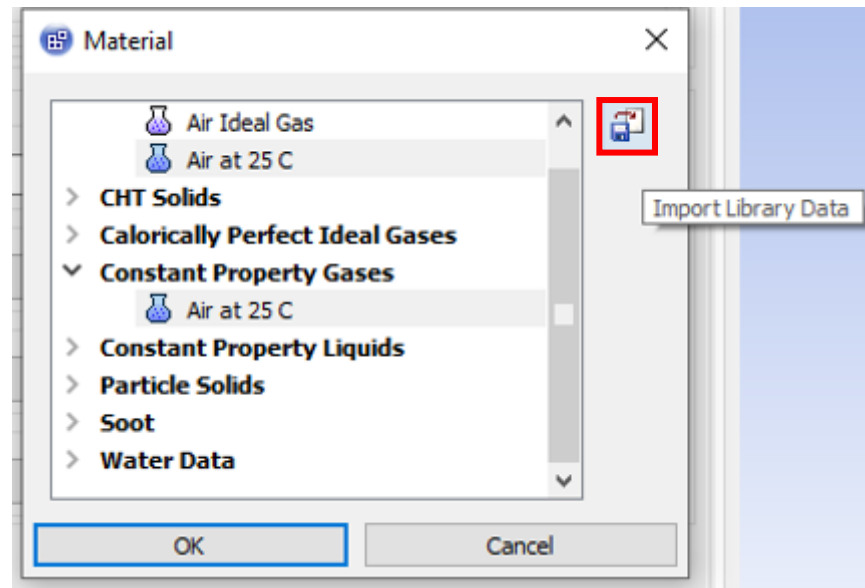 Material
Air Ideal Gas
Air at 25 C
CHT Solids
Import Library Data
Calorically Perfect Ideal Gases
Constant Property Gases
Air at 25 C
Constant Property Liquids
Particle Solids
Soot
Water Data
OK
Cancel